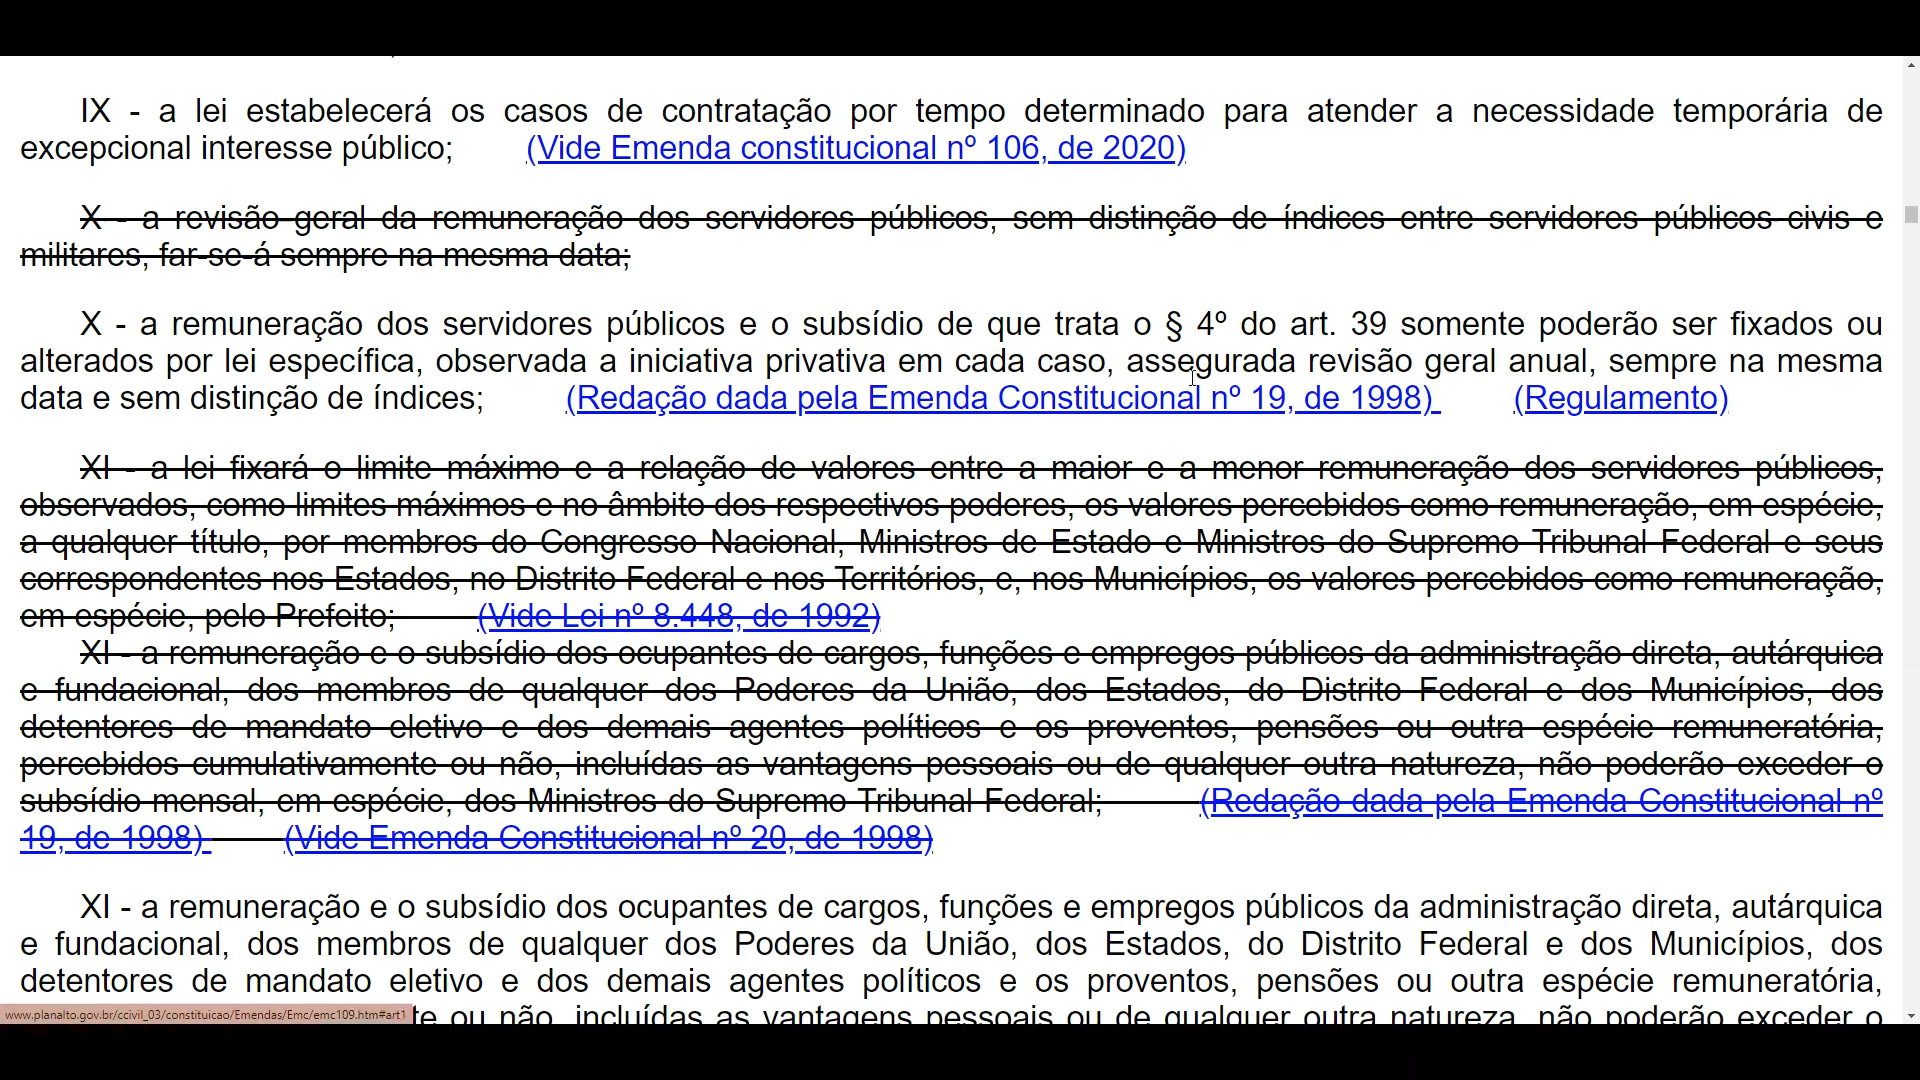 IX - a lei estabelecerá os casos de contratação por tempo determinado para atender a necessidade temporária de
excepcional interesse público; (Vide Emenda constitucional nº 106, de 2020)
X - a revisão geral da remuneração dos servidores públicos, sem distinção de índices entre servidores públicos civis e
militares, far-se-á sempre na mesma data;
X - a remuneração dos servidores públicos e o subsídio de que trata o § 4º do art. 39 somente poderão ser fixados ou
alterados por lei específica, observada a iniciativa privativa em cada caso, assegurada revisão geral anual, sempre na mesma
data e sem distinção de índices; (Redação dada pela Emenda Constitucional nº 19, de 1998) (Regulamento)
XI - a lei fixará o limite máximo e a relação de valores entre a maior e a menor remuneração dos servidores públicos,
observados, como limites máximos e no âmbito dos respectivos poderes, os valores percebidos como remuneração, em espécie,
a qualquer título, por membros do Congresso Nacional, Ministros de Estado e Ministros do Supremo Tribunal Federal e seus
correspondentes nos Estados, no Distrito Federal e nos Territórios, e, nos Municípios, os valores percebidos como remuneração,
em espécie, pelo Prefeito; (Vide Lei nº 8.448, de 1992)
XI - a remuneração e o subsídio dos ocupantes de cargos, funções e empregos públicos da administração direta, autárquica
e fundacional, dos membros de qualquer dos Poderes da União, dos Estados, do Distrito Federal e dos Municípios, dos
detentores de mandato eletivo e dos demais agentes políticos e os proventos, pensões ou outra espécie remuneratória,
percebidos cumulativamente ou não, incluídas as vantagens pessoais ou de qualquer outra natureza, não poderão exceder o
subsídio mensal, em espécie, dos Ministros do Supremo Tribunal Federal; (Redação dada pela Emenda Constitucional nº
19, de 1998) (Vide Emenda Constitucional nº 20, de 1998)
XI - a remuneração e o subsídio dos ocupantes de cargos, funções e empregos públicos da administração direta, autárquica
e fundacional, dos membros de qualquer dos Poderes da União, dos Estados, do Distrito Federal e dos Municípios, dos
detentores de mandato eletivo e dos demais agentes políticos e os proventos, pensões ou outra espécie remuneratória,
te ou não, incluídas as vantagens pessoais ou de qualquer outra natureza, não poderão exceder o
www.planalto.gov.br/ccivil_03/constituicao/Emendas/Emc/emc109.htm#art1